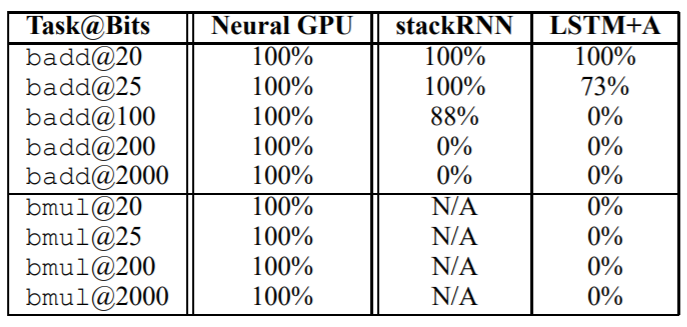 Task@Bits Neural GPU stackRNN LSTM+A
badd@20 100% 100% 100%
badd@25 100% 100% 73%
badd@100 100% 88% 0%
badd@200 100% 0% 0%
badd@2000 100% 0% 0%
bmul@20 100% N/A 0%
bmul@25 100% N/A 0%
bmul@200 100% N/A 0%
bmul@2000 100% N/A 0%